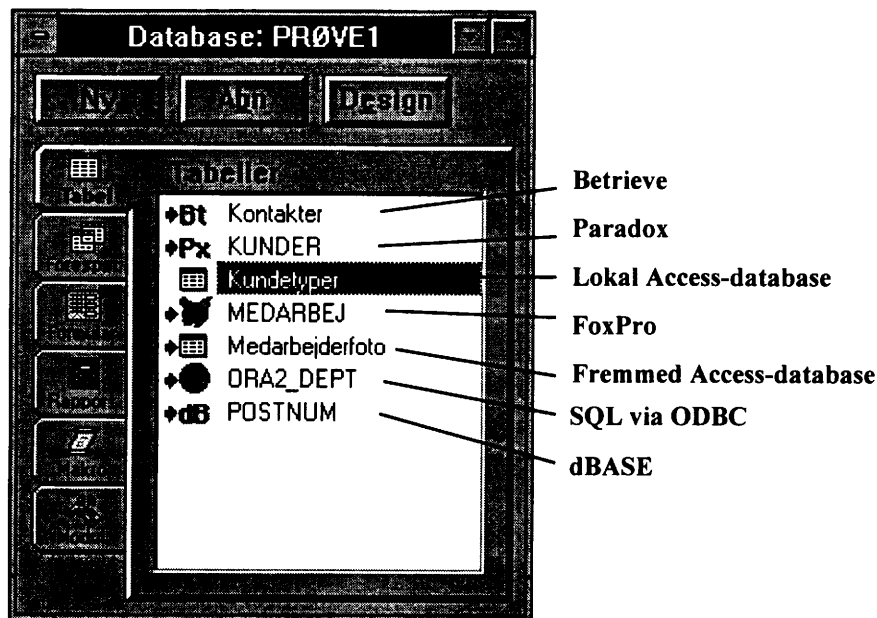 Database: PRØVE1
Ny
Åbn
Design
Tabel
Tabeller
Bt Kontakter
Px KUNDER
Kundetyper
MEDARBEJ
Medarbejderfoto
ORA2_DEPT
dB POSTNUM
Betrieve
Paradox
Lokal Access-database
FoxPro
Fremmed Access-database
SQL via ODBC
dBASE